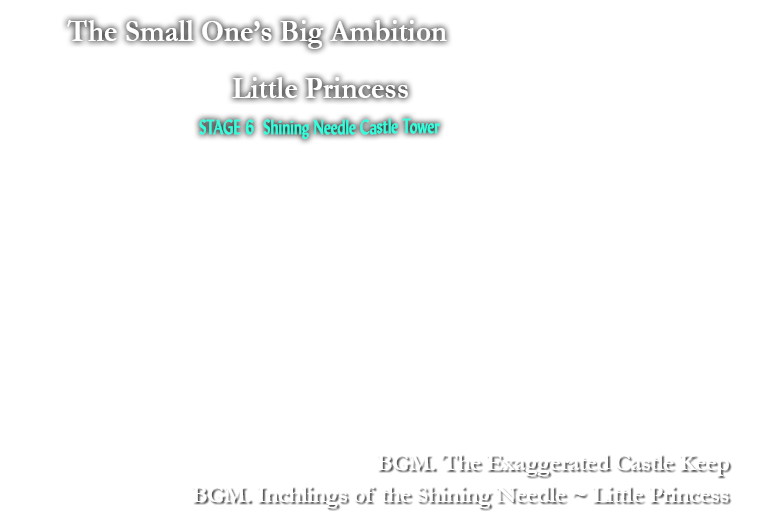 The Small One’s Big Ambition
Little Princess
STAGE 6 Shining Needle Castle Tower
BGM. The Exaggerated Castle Keep
BGM. Inchlings of the Shining Needle ~ Little Princess